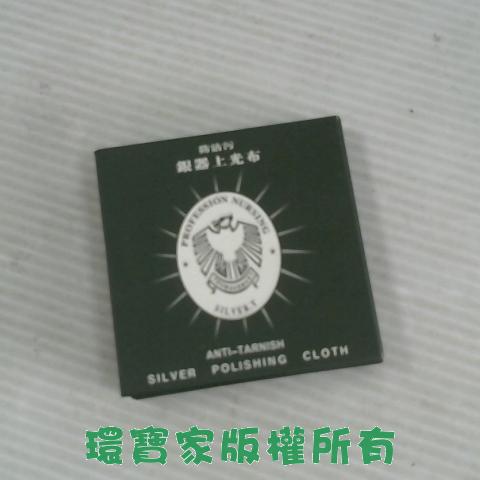 銀器上光布
PROFESSION NURSING
SILVER.T
ANTI-TARNISH
SILVER POLISHING CLOTH
環寶家版權所有